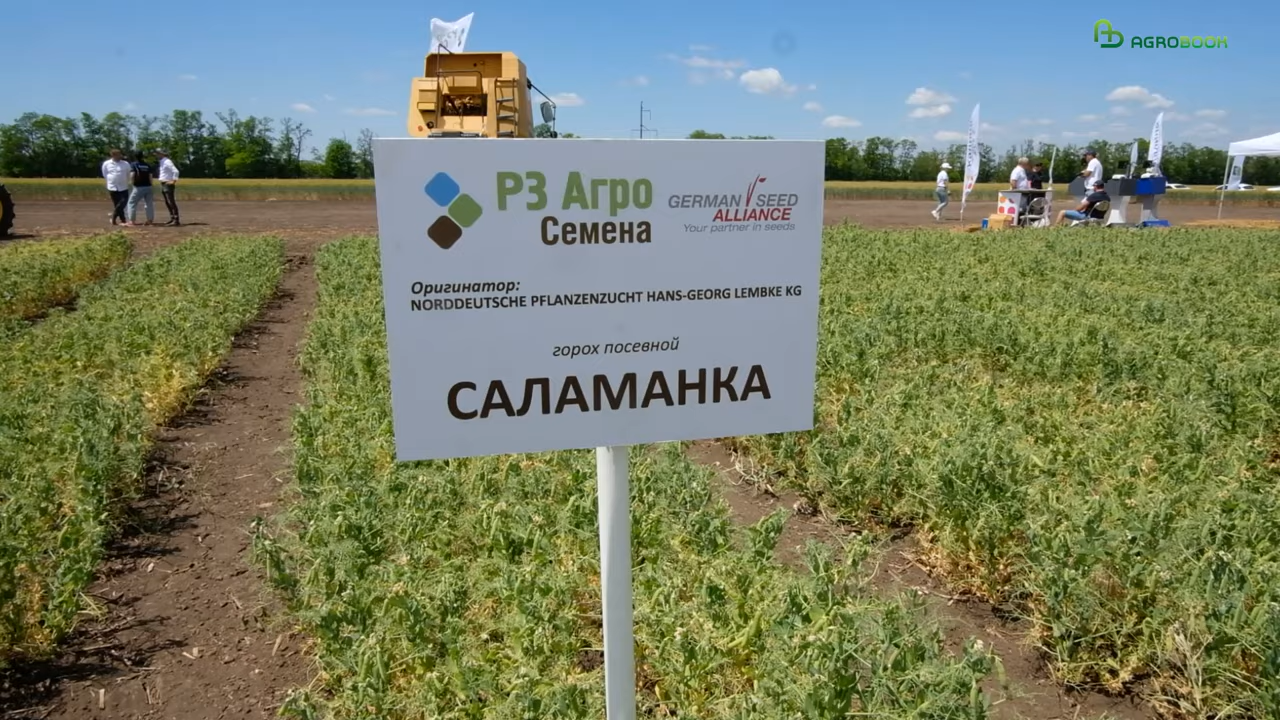 AGROBOOK
РЗ Агро
Семена
GERMAN SEED
ALLIANCE
Your partner in seeds
Оригинатор:
NORDDEUTSCHE PFLANZENZUCHT HANS-GEORG LEMBKE KG
горох посевной
САЛАМАНКА